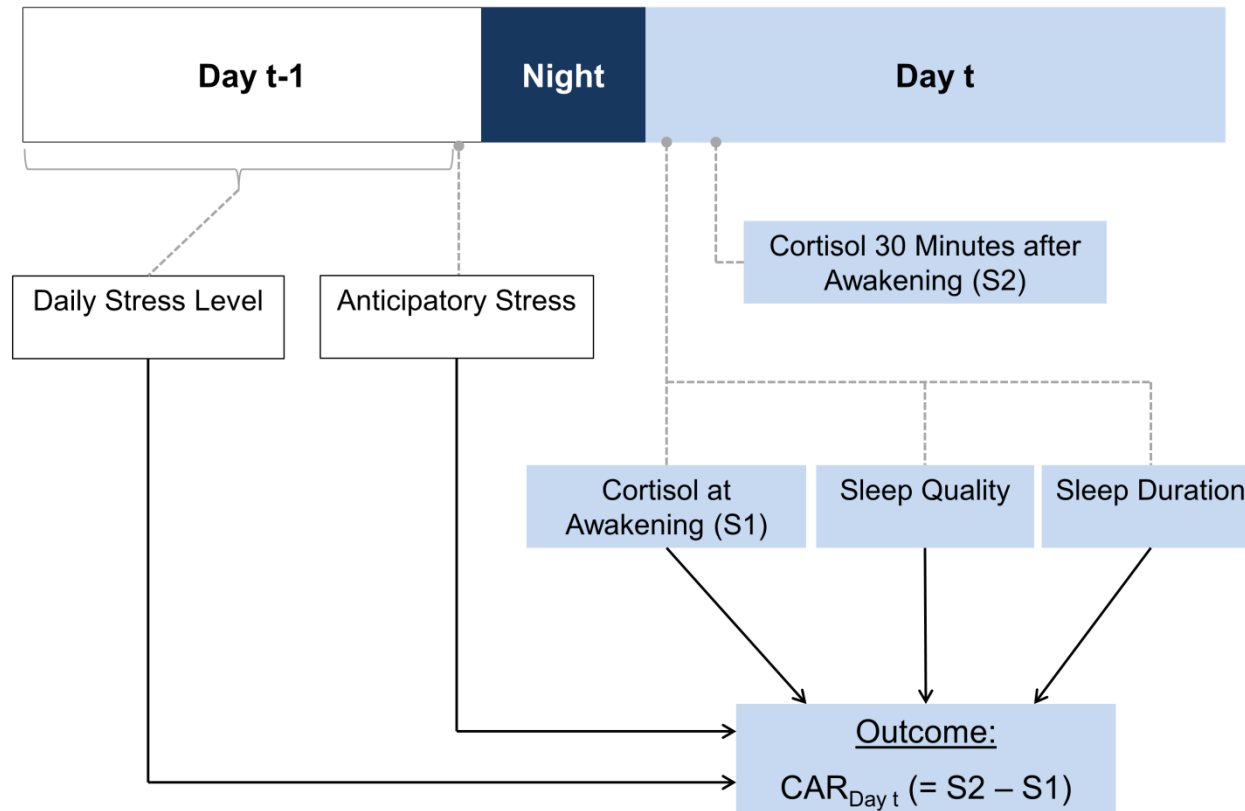 Day t-1
Night
Day t
Cortisol 30 Minutes after
Awakening (S2)
Daily Stress Level
Anticipatory Stress
Cortisol at
Awakening (S1)
Sleep Quality
Sleep Duration
Outcome:
CARDay t (= S2 – S1)